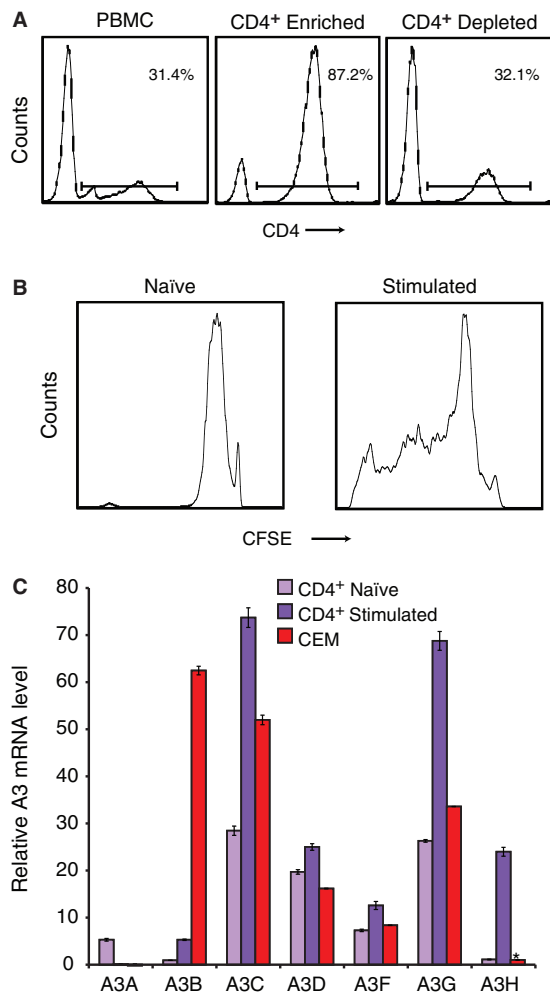 A
PBMC
CD4+ Enriched
CD4+ Depleted
31.4%
87.2%
32.1%
Counts
CD4
B
Naïve
Stimulated
Counts
CFSE
C
CD4+ Naïve
CD4+ Stimulated
CEM
Relative A3 mRNA level
80
70
60
50
40
30
20
10
0
*
A3A A3B A3C A3D A3F A3G A3H